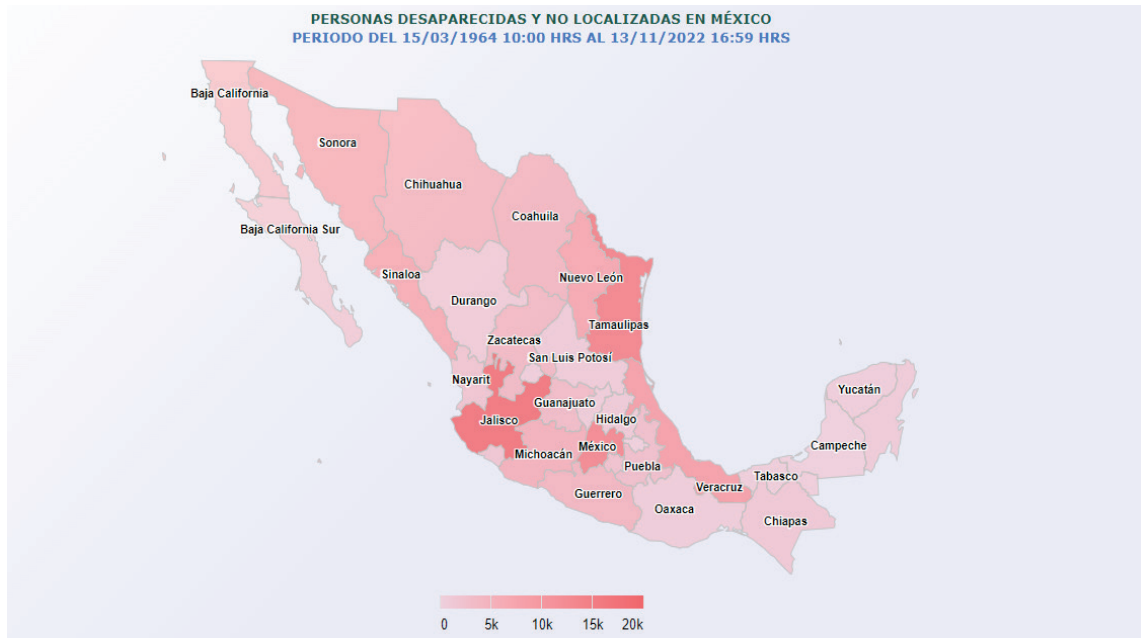 PERSONAS DESAPARECIDAS Y NO LOCALIZADAS EN MÉXICO
PERIODO DEL 15/03/1964 10:00 HRS AL 13/11/2022 16:59 HRS
Baja California
Sonora
Chihuahua
Coahuila
Baja California Sur
Sinaloa
Nuevo León
Durango
Tamaulipas
Zacatecas
San Luis Potosí
Nayarit
Yucatán
Guanajuato
Jalisco
Hidalgo
México
Campeche
Michoacán
Puebla
Tabasco
Veracruz
Guerrero
Oaxaca
Chiapas
0 5k 10k 15k 20k